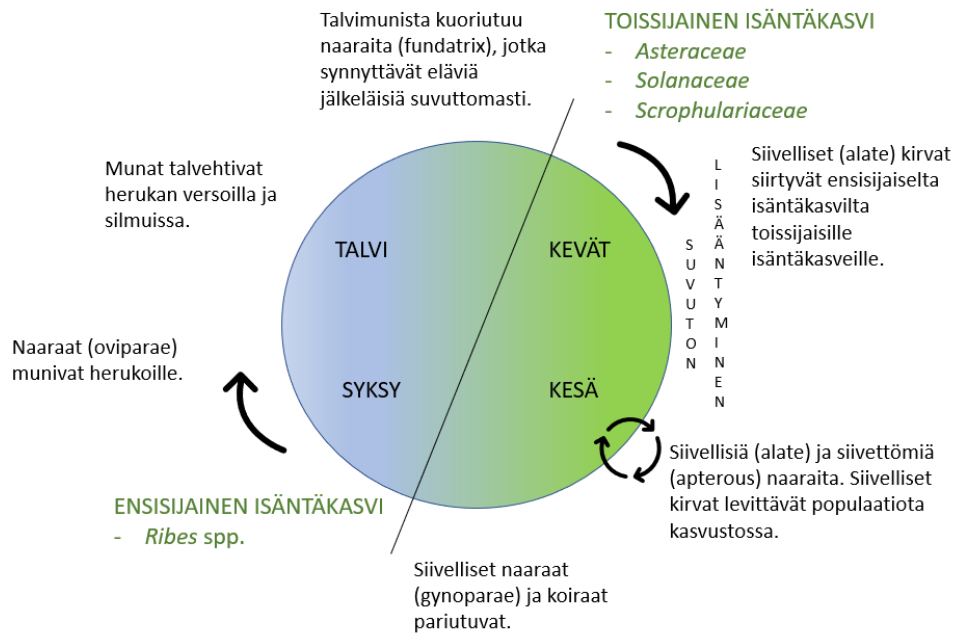 Talvimunista kuoriutuu
naaraita (fundatrix), jotka
synnyttävät eläviä
jälkeläisiä suvuttomasti.
TOISSIJAINEN ISÄNTÄKASVI
- Asteraceae
- Solanaceae
- Scrophulariaceae
Munat talvehtivat
herukan versoilla ja
silmuissa.
Siivelliset (alate) kirvat
siirtyvät ensisijaiselta
isäntäkasvilta
toissijaisille
isäntäkasveille.
TALVI
KEVÄT
SUVUTON
LISÄÄNTYMINEN
Naaraat (oviparae)
munivat herukoille.
SYKSY
KESÄ
Siivellisiä (alate) ja siivettömiä
(apterous) naaraita. Siivelliset
kirvat levittävät populaatiota
kasvustossa.
ENSISIJAINEN ISÄNTÄKASVI
- Ribes spp.
Siivelliset naaraat
(gynoparae) ja koiraat
pariutuvat.